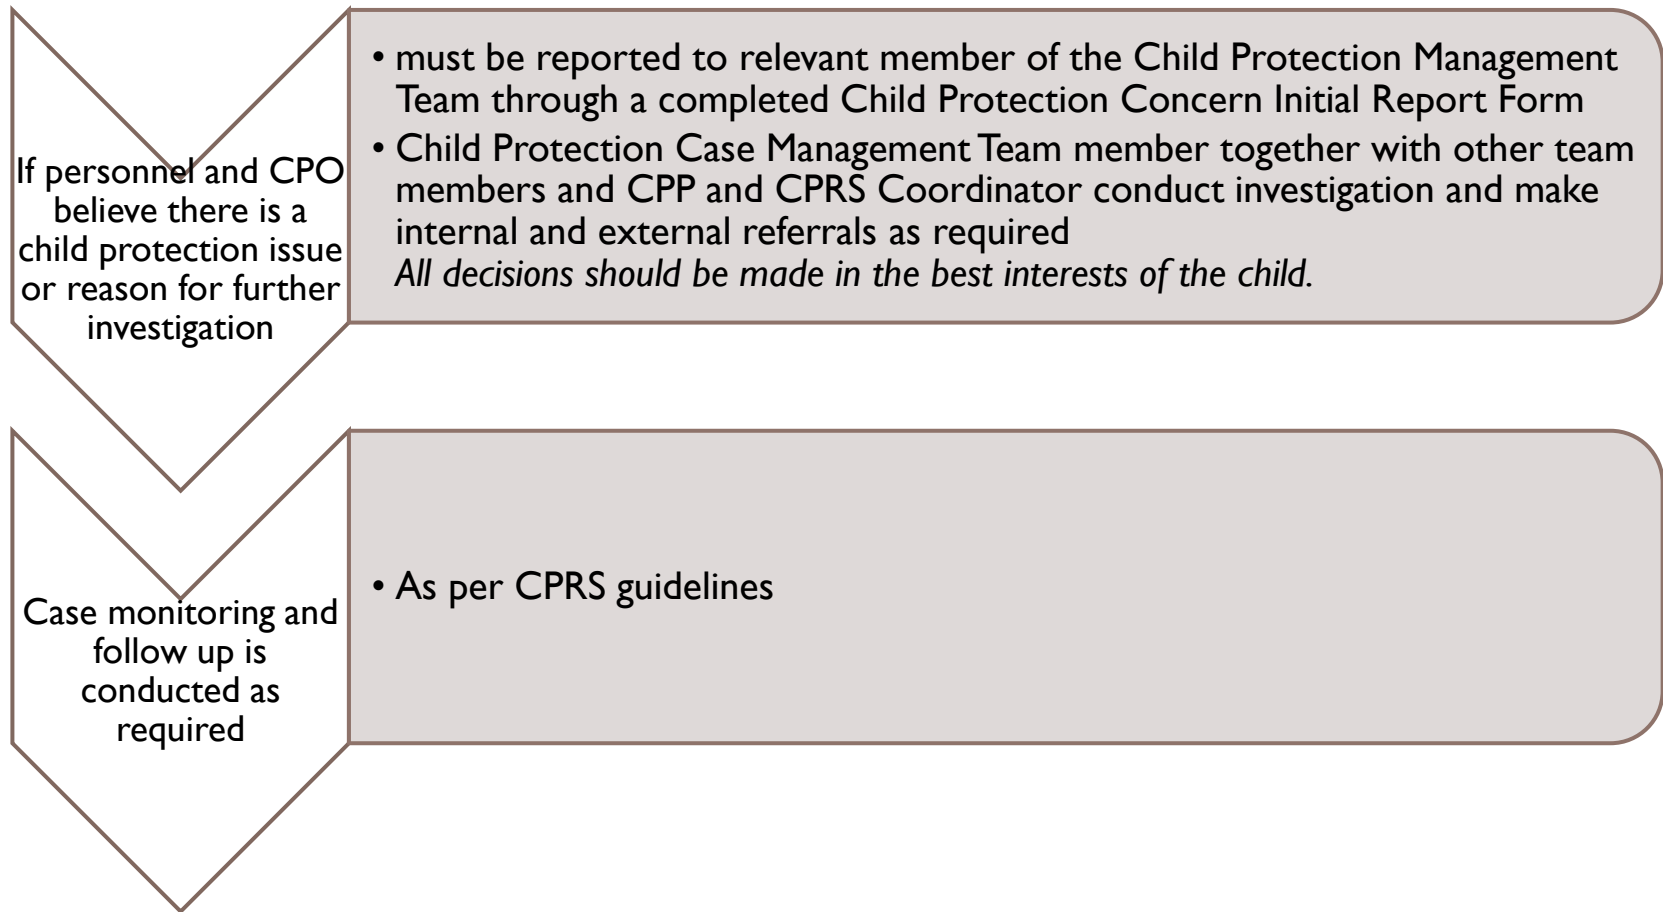 If personnel and CPO
believe there is a
child protection issue
or reason for further
investigation
• must be reported to relevant member of the Child Protection Management
Team through a completed Child Protection Concern Initial Report Form
• Child Protection Case Management Team member together with other team
members and CPP and CPRS Coordinator conduct investigation and make
internal and external referrals as required
All decisions should be made in the best interests of the child.
Case monitoring and
follow up is
conducted as
required
• As per CPRS guidelines